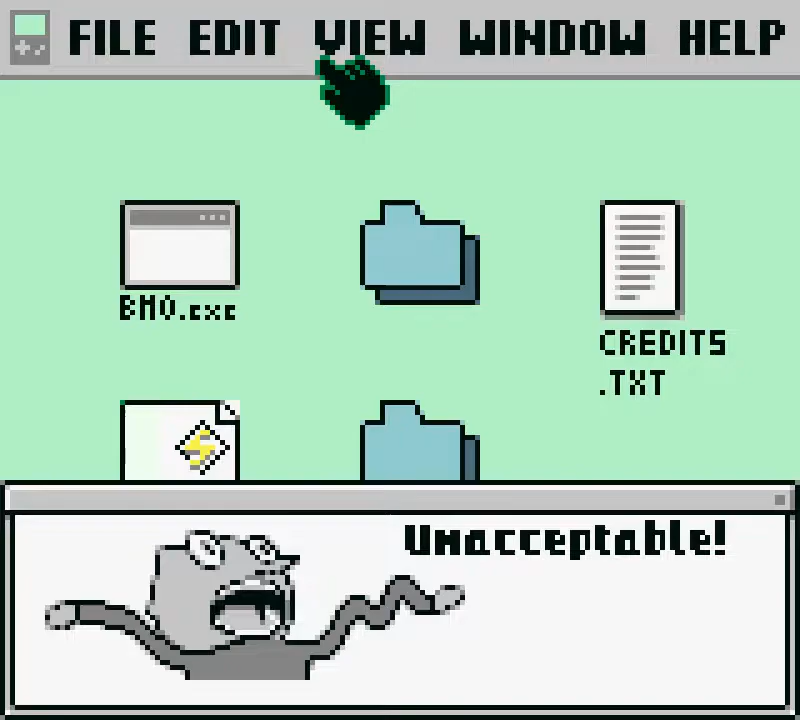 FILE EDIT VIEW WINDOW HELP
BMO.exe
CREDITS
.TXT
Unacceptable!